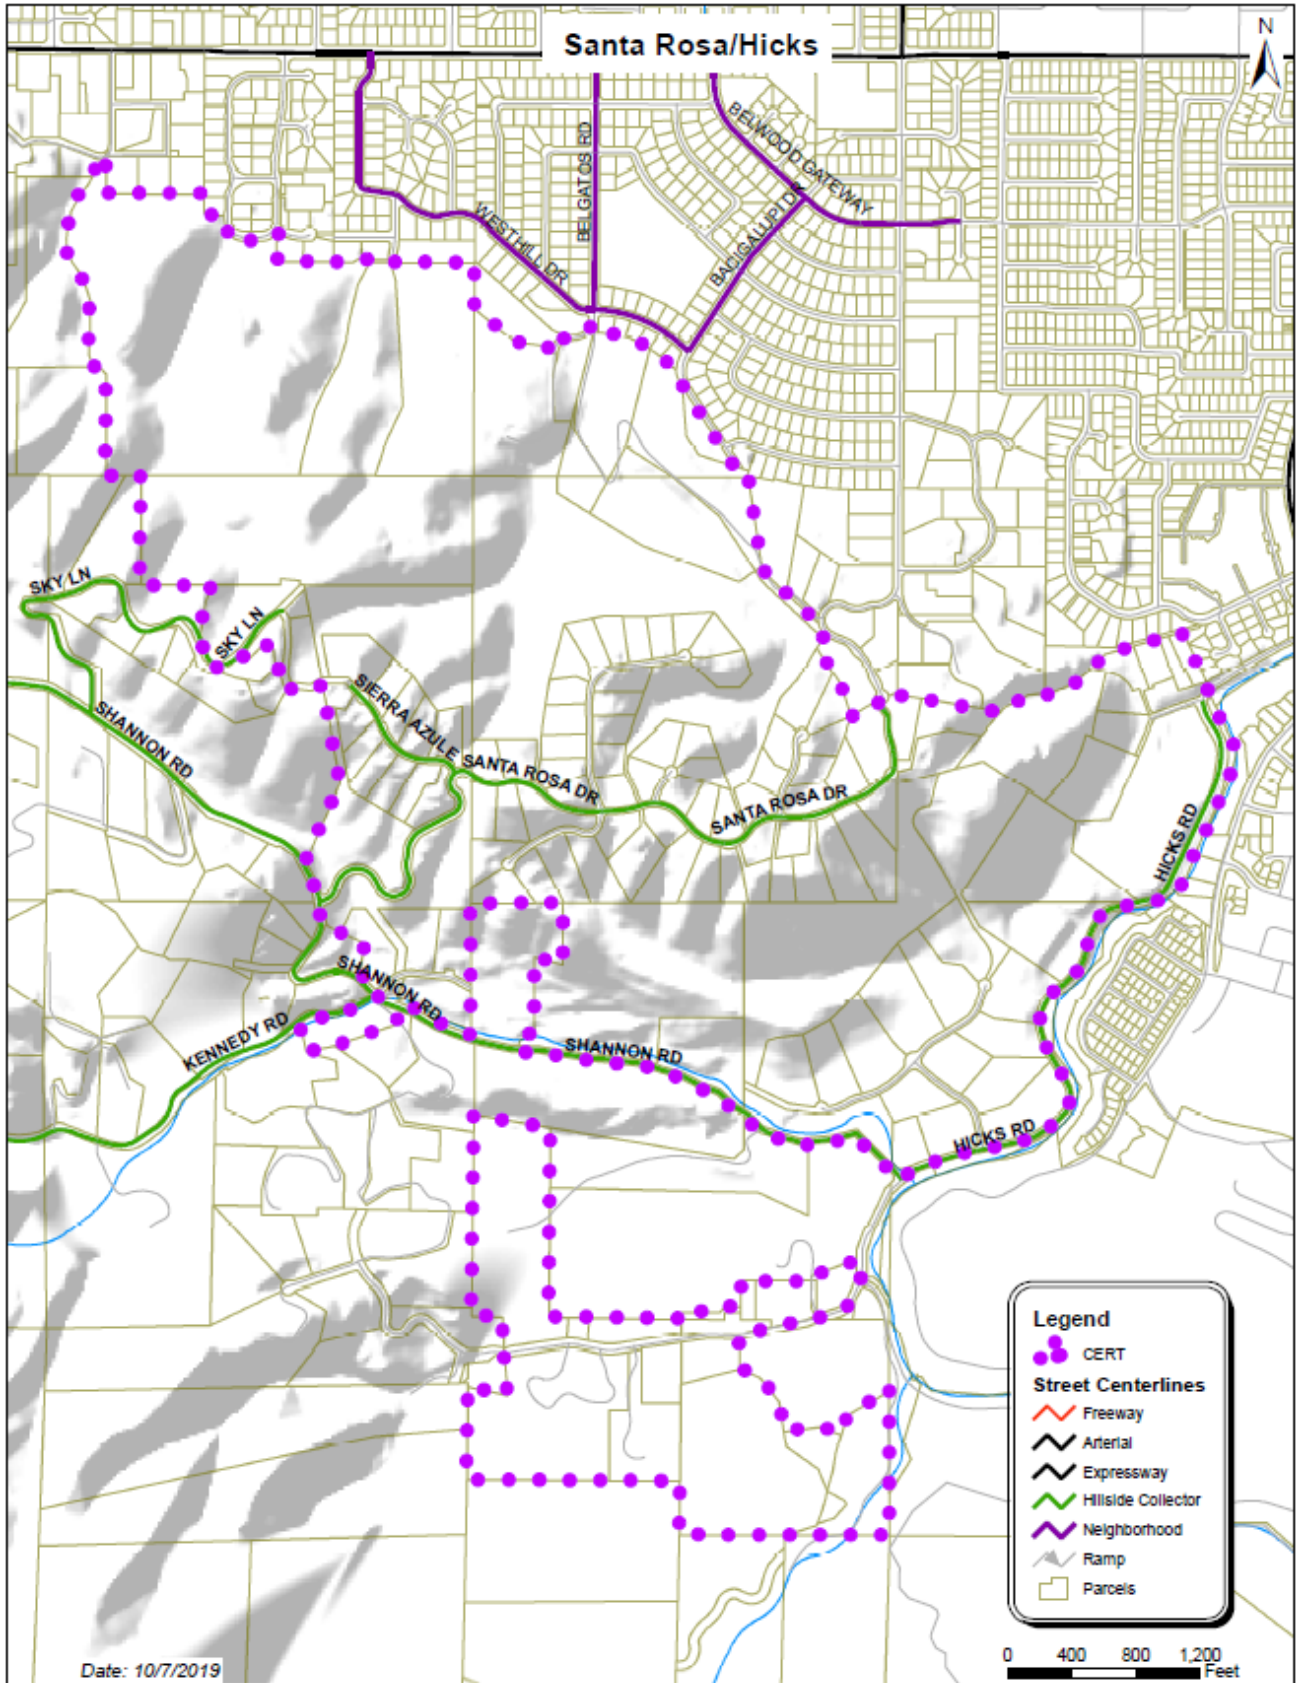 Santa Rosa/Hicks
N
BELWOOD GATEWAY
BELGATOS RD
WESTHILL DR
BACIGALUPI DR
SKY LN
SKY LN
SIERRA AZULE
SHANNON RD
SANTA ROSA DR
SANTA ROSA DR
HICKS RD
SHANNON RD
KENNEDY RD
SHANNON RD
HICKS RD
Legend
CERT
Street Centerlines
Freeway
Arterial
Expressway
Hillside Collector
Neighborhood
Ramp
Parcels
0 400 800 1,200
Feet
Date: 10/7/2019